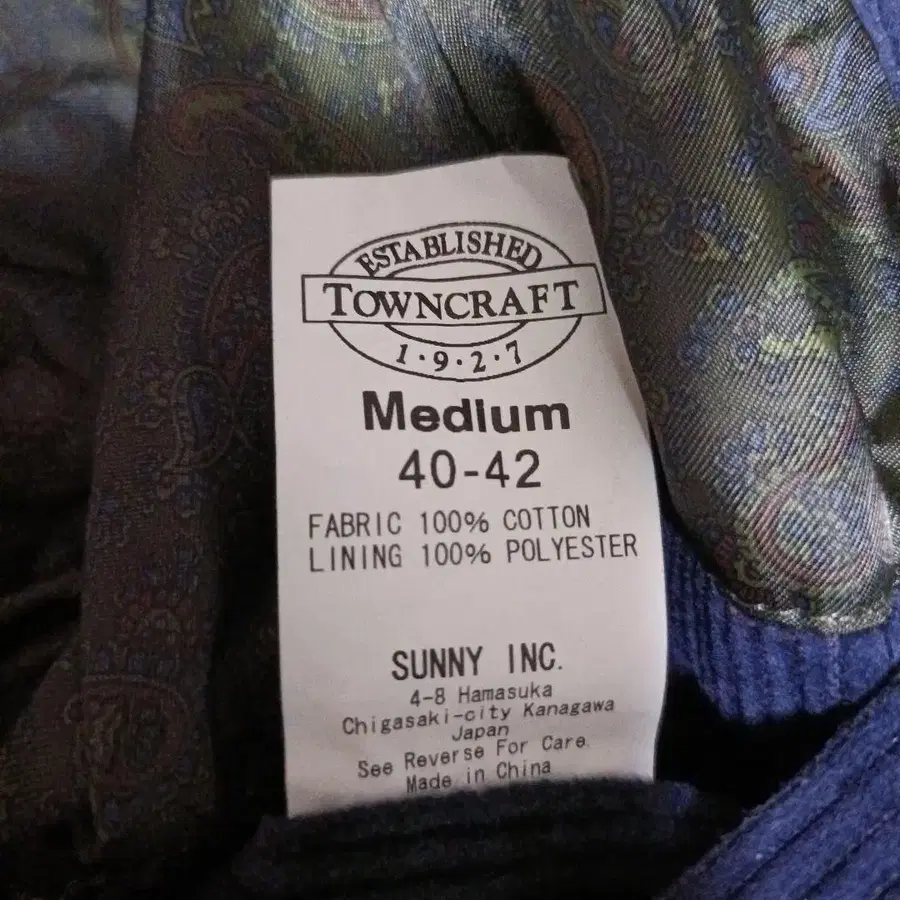 ESTABLISHED
TOWNCRAFT
1·9·2·7
Medium
40-42
FABRIC 100% COTTON
LINING 100% POLYESTER
SUNNY INC.
4-8 Hamasuka
Chigasaki-city Kanagawa
Japan
See Reverse For Care
Made in China